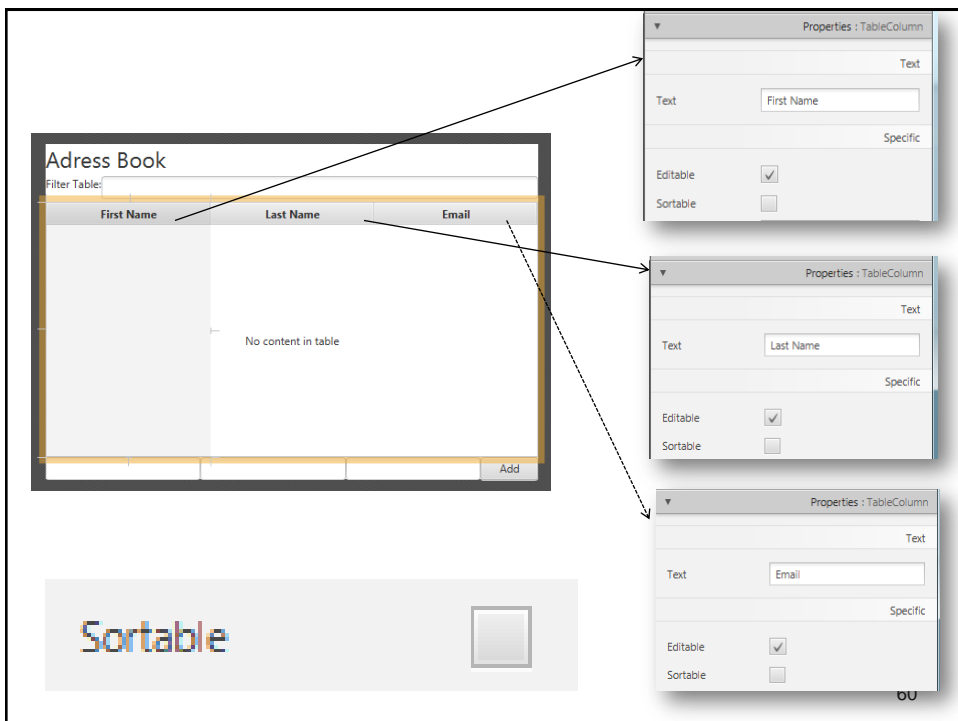 Adress Book
Filter Table:
First Name Last Name Email
No content in table
Add
Properties : TableColumn
Text
Text First Name
Specific
Editable
Sortable
Properties : TableColumn
Text
Text Last Name
Specific
Editable
Sortable
Properties : TableColumn
Text
Text Email
Specific
Editable
Sortable
Sortable
60